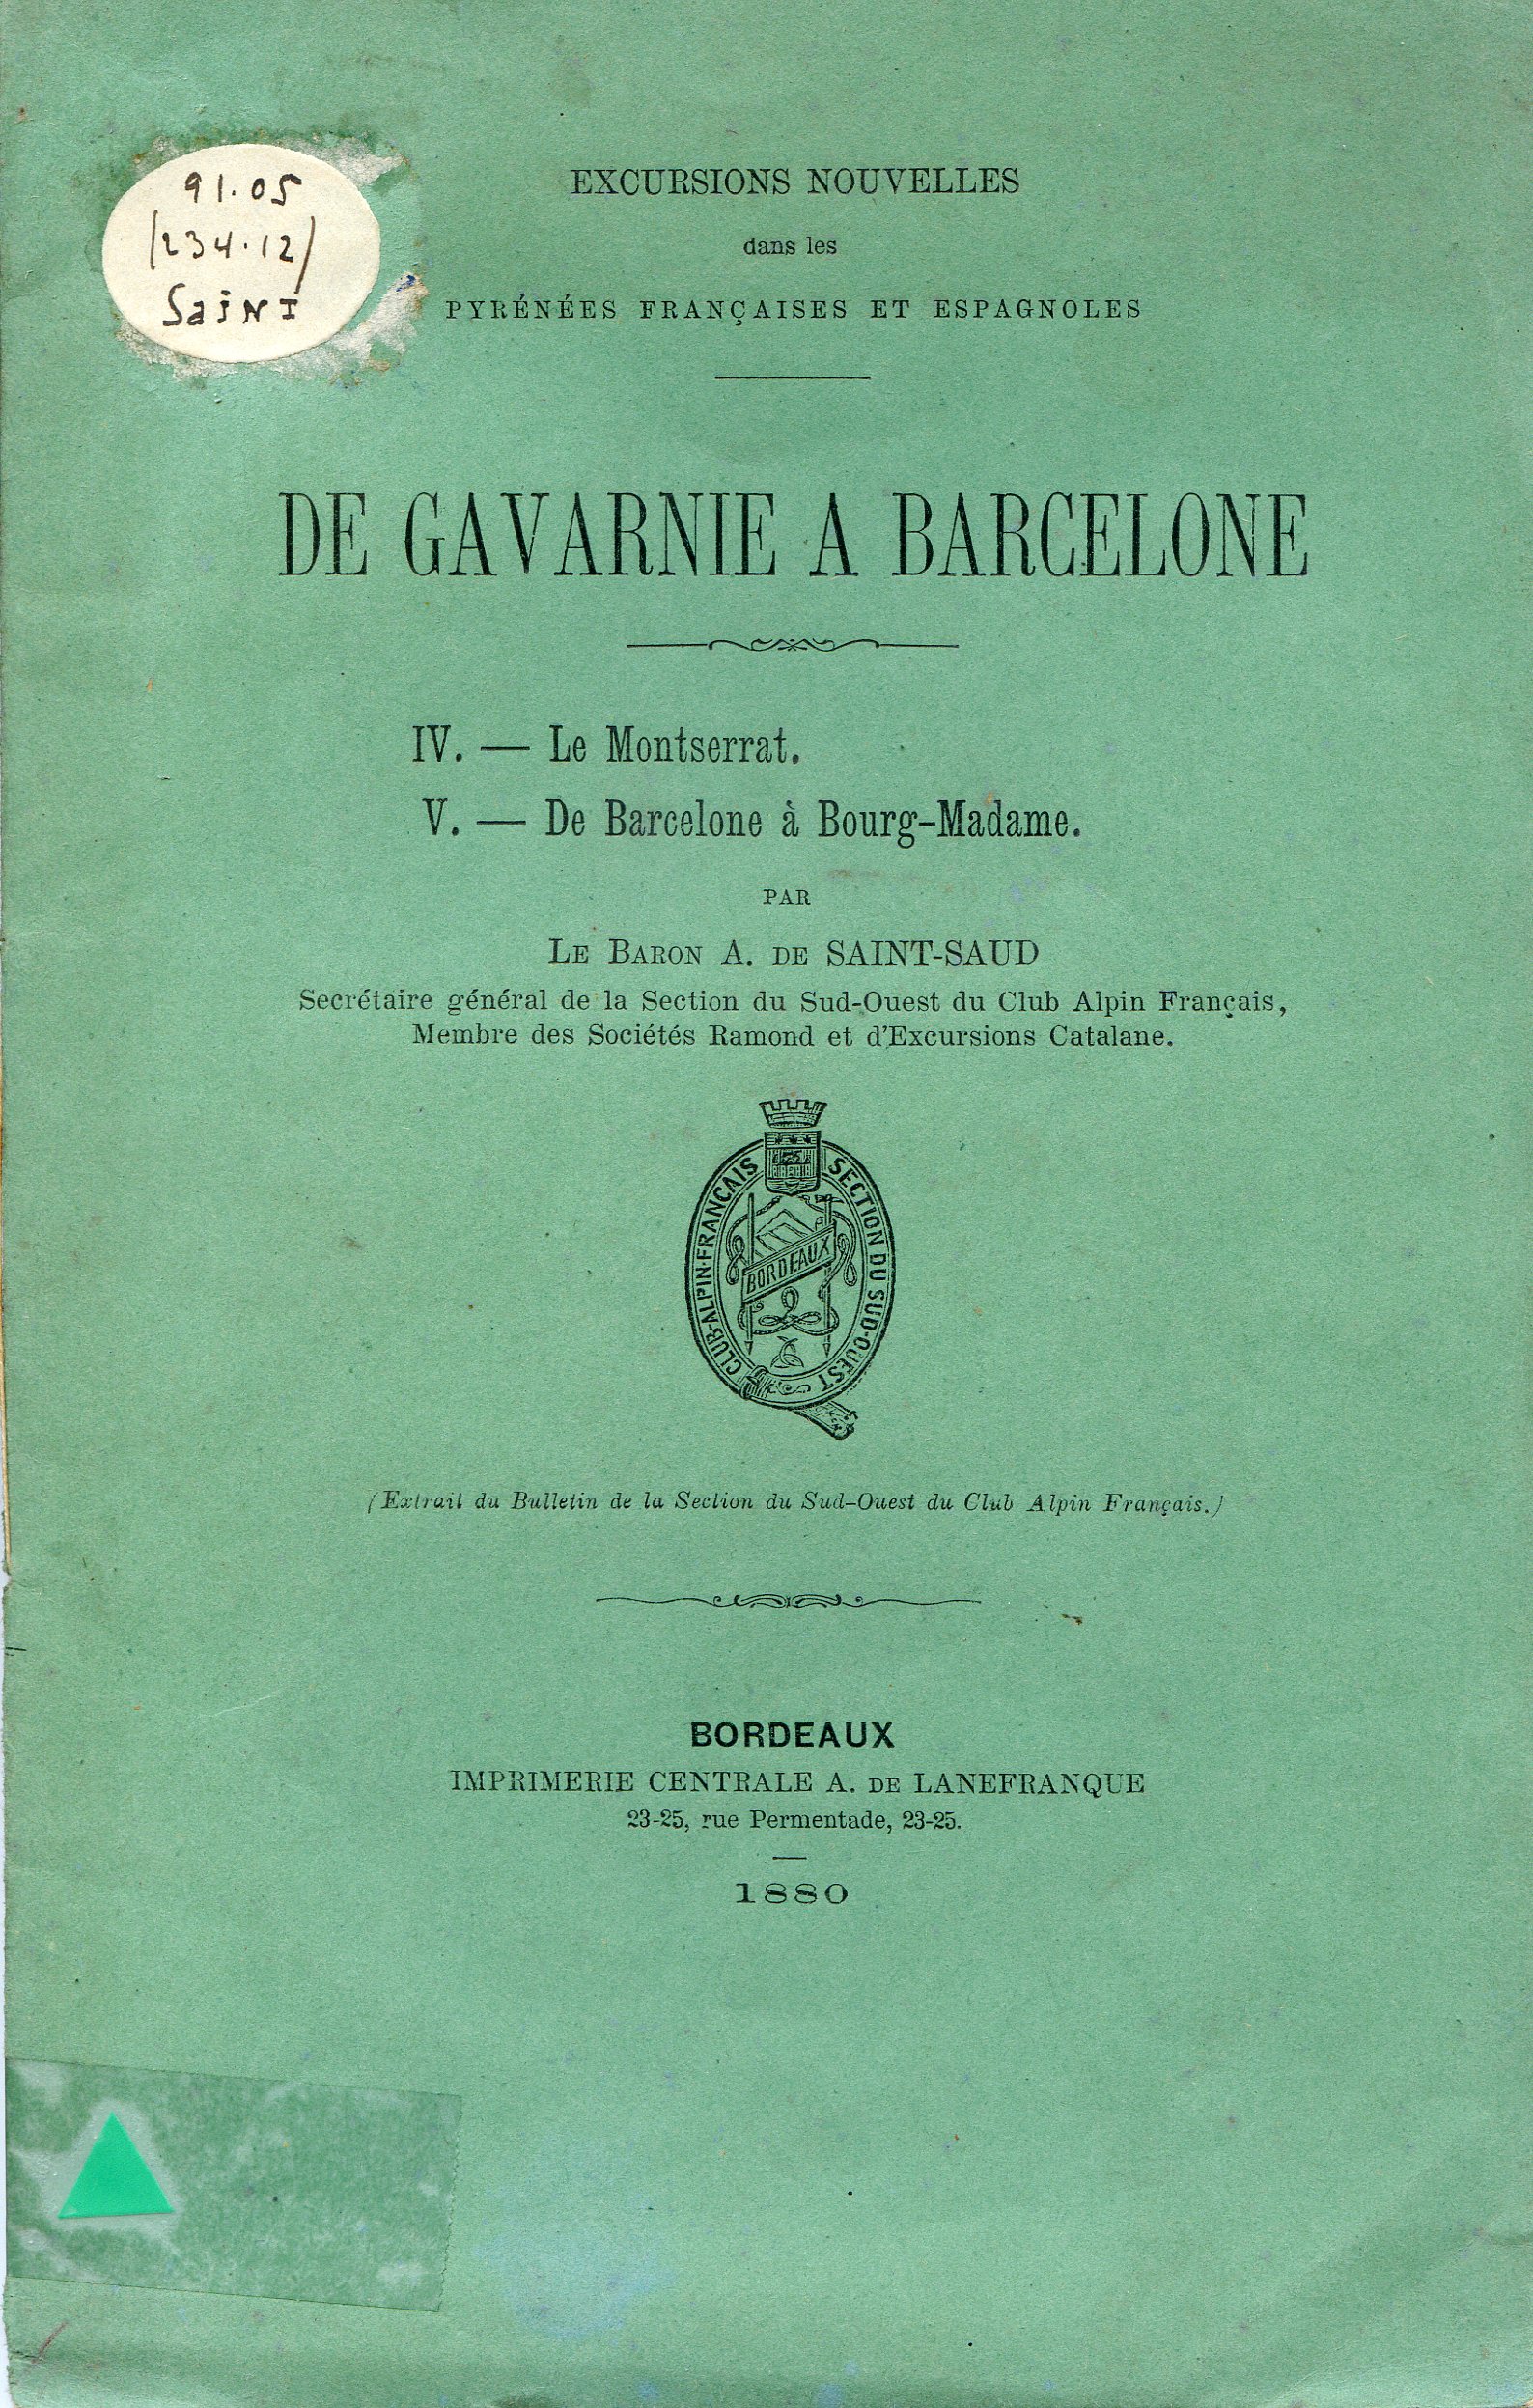 91.05
(234.12)
SaiNT
EXCURSIONS NOUVELLES
dans les
PYRÉNÉES FRANÇAISES ET ESPAGNOLES
DE GAVARNIE A BARCELONE
IV. — Le Montserrat.
V. — De Barcelone à Bourg-Madame.
PAR
LE BARON A. DE SAINT-SAUD
Secrétaire général de la Section du Sud-Ouest du Club Alpin Français,
Membre des Sociétés Ramond et d'Excursions Catalane.
CLUB-ALPIN-FRANÇAIS
SECTION DU SUD-OUEST
BORDEAUX
(Extrait du Bulletin de la Section du Sud-Ouest du Club Alpin Français.)
BORDEAUX
IMPRIMERIE CENTRALE A. DE LANEFRANQUE
23-25, rue Permentade, 23-25.
1880